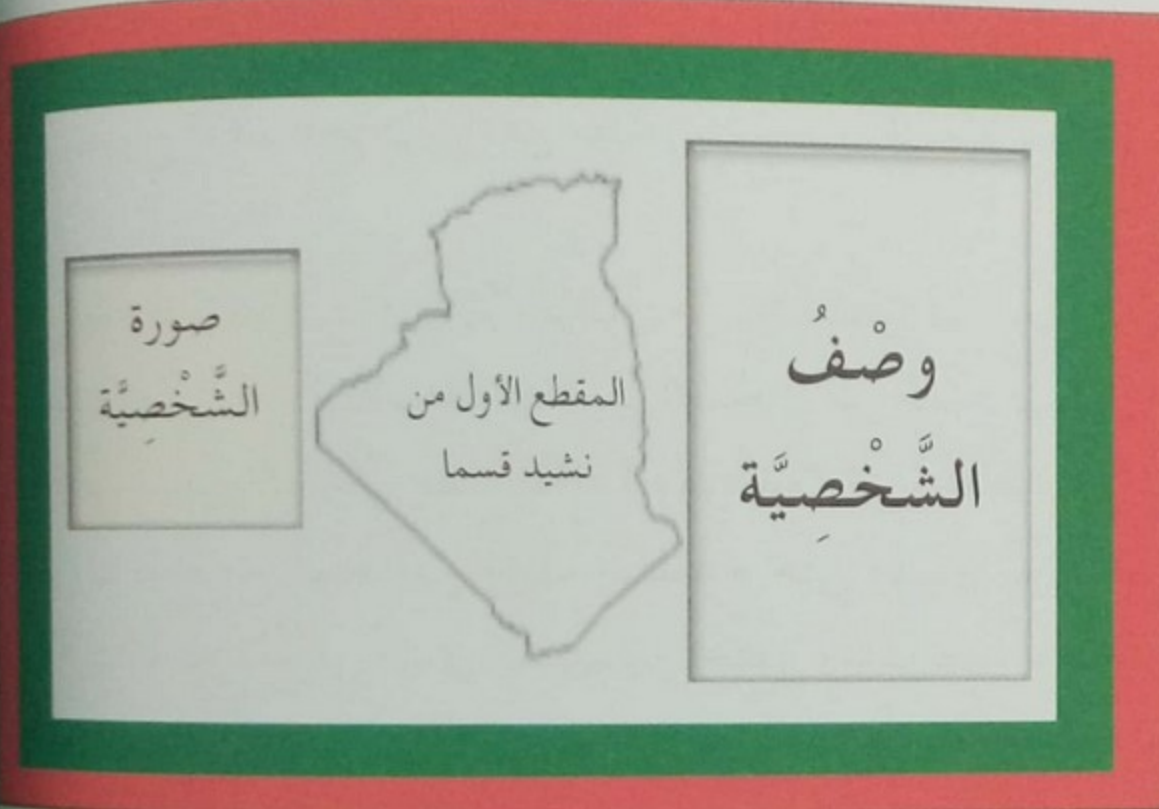 وصْفُ
الشَّخْصِيَّة
المقطع الأول من
نشيد قسما
صورة
الشَّخْصِيَّة